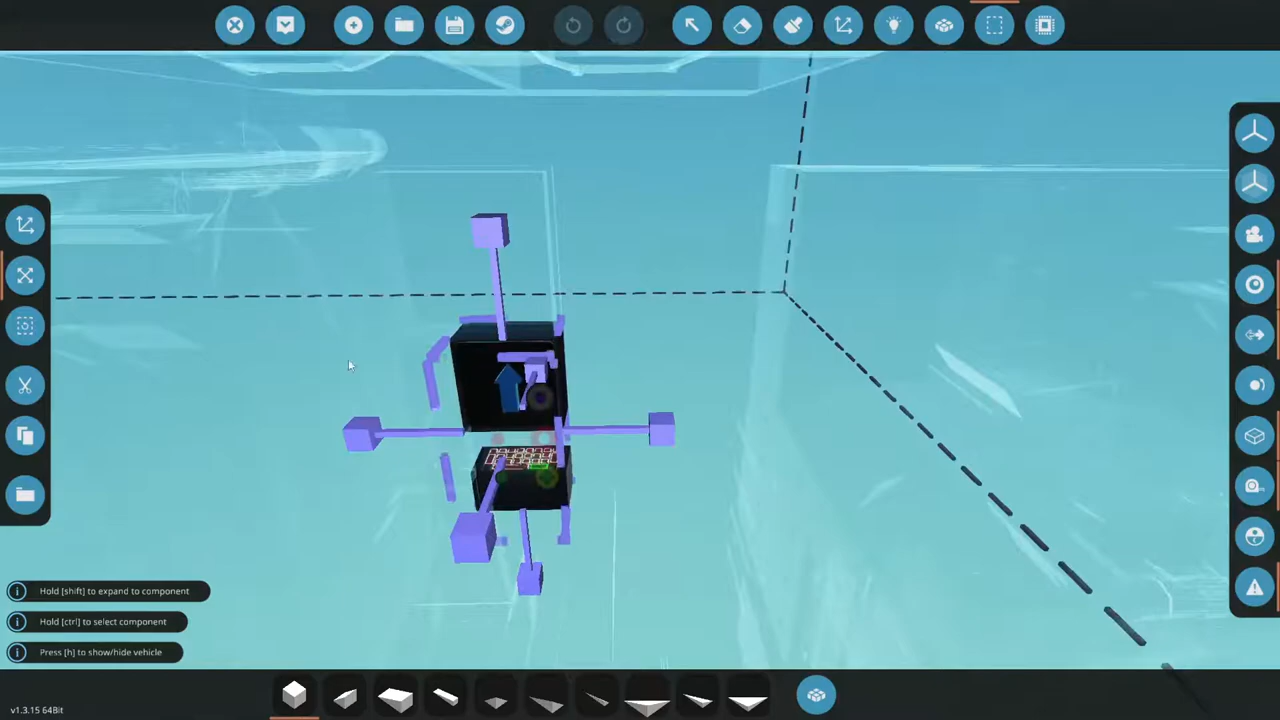 Hold [shift] to expand to component
Hold [ctrl] to select component
Press [h] to show/hide vehicle
v1.3.15 64Bit